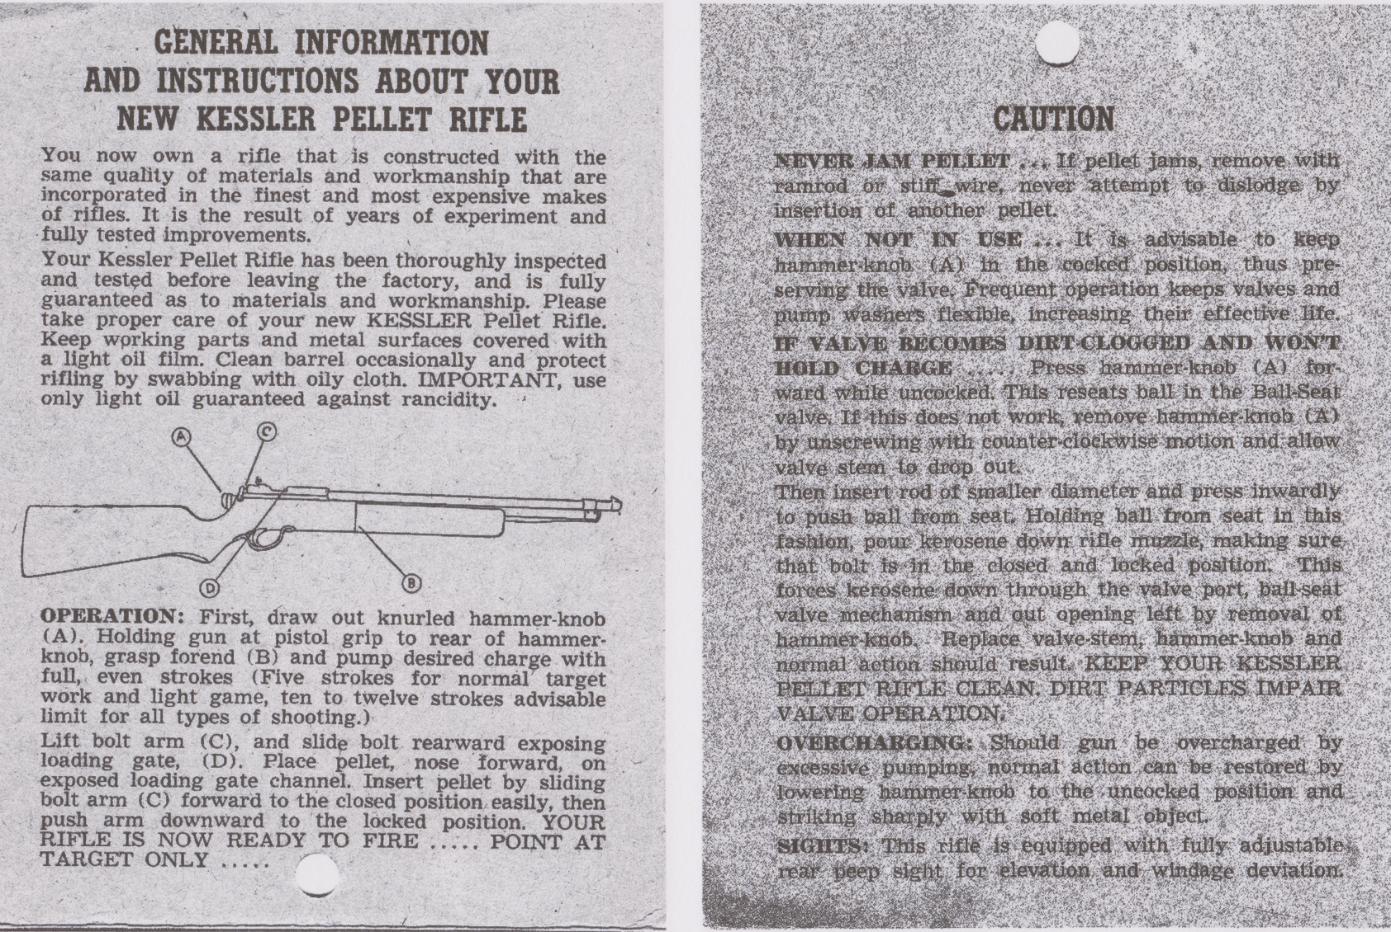 GENERAL INFORMATION
AND INSTRUCTIONS ABOUT YOUR
NEW KESSLER PELLET RIFLE
You now own a rifle that is constructed with the
same quality of materials and workmanship that are
incorporated in the finest and most expensive makes
of rifles. It is the result of years of experiment and
fully tested improvements.
Your Kessler Pellet Rifle has been thoroughly inspected
and tested before leaving the factory, and is fully
guaranteed as to materials and workmanship. Please
take proper care of your new KESSLER Pellet Rifle.
Keep working parts and metal surfaces covered with
a light oil film. Clean barrel occasionally and protect
rifling by swabbing with oily cloth. IMPORTANT, use
only light oil guaranteed against rancidity.
A
C
D
B
OPERATION: First, draw out knurled hammer-knob
(A). Holding gun at pistol grip to rear of hammer-
knob, grasp forend (B) and pump desired charge with
full, even strokes (Five strokes for normal target
work and light game, ten to twelve strokes advisable
limit for all types of shooting.)
Lift bolt arm (C), and slide bolt rearward exposing
loading gate, (D). Place pellet, nose forward, on
exposed loading gate channel. Insert pellet by sliding
bolt arm (C) forward to the closed position easily, then
push arm downward to the locked position. YOUR
RIFLE IS NOW READY TO FIRE ..... POINT AT
TARGET ONLY .....
CAUTION
NEVER JAM PELLET ... If pellet jams, remove with
ramrod or stiff wire, never attempt to dislodge by
insertion of another pellet.
WHEN NOT IN USE ... It is advisable to keep
hammer-knob (A) in the cocked position, thus pre-
serving the valve. Frequent operation keeps valves and
pump washers flexible, increasing their effective life.
IF VALVE BECOMES DIRT-CLOGGED AND WON'T
HOLD CHARGE ..... Press hammer-knob (A) for-
ward while uncocked. This reseats ball in the Ball-Seat
valve. If this does not work, remove hammer-knob (A)
by unscrewing with counter-clockwise motion and allow
valve stem to drop out.
Then insert rod of smaller diameter and press inwardly
to push ball from seat. Holding ball from seat in this
fashion, pour kerosene down rifle muzzle, making sure
that bolt is in the closed and locked position. This
forces kerosene down through the valve port, ball-seat
valve mechanism and out opening left by removal of
hammer-knob. Replace valve-stem, hammer-knob and
normal action should result. KEEP YOUR KESSLER
PELLET RIFLE CLEAN. DIRT PARTICLES IMPAIR
VALVE OPERATION.
OVERCHARGING: Should gun be overcharged by
excessive pumping, normal action can be restored by
lowering hammer-knob to the uncocked position and
striking sharply with soft metal object.
SIGHTS: This rifle is equipped with fully adjustable
rear peep sight for elevation and windage deviation.